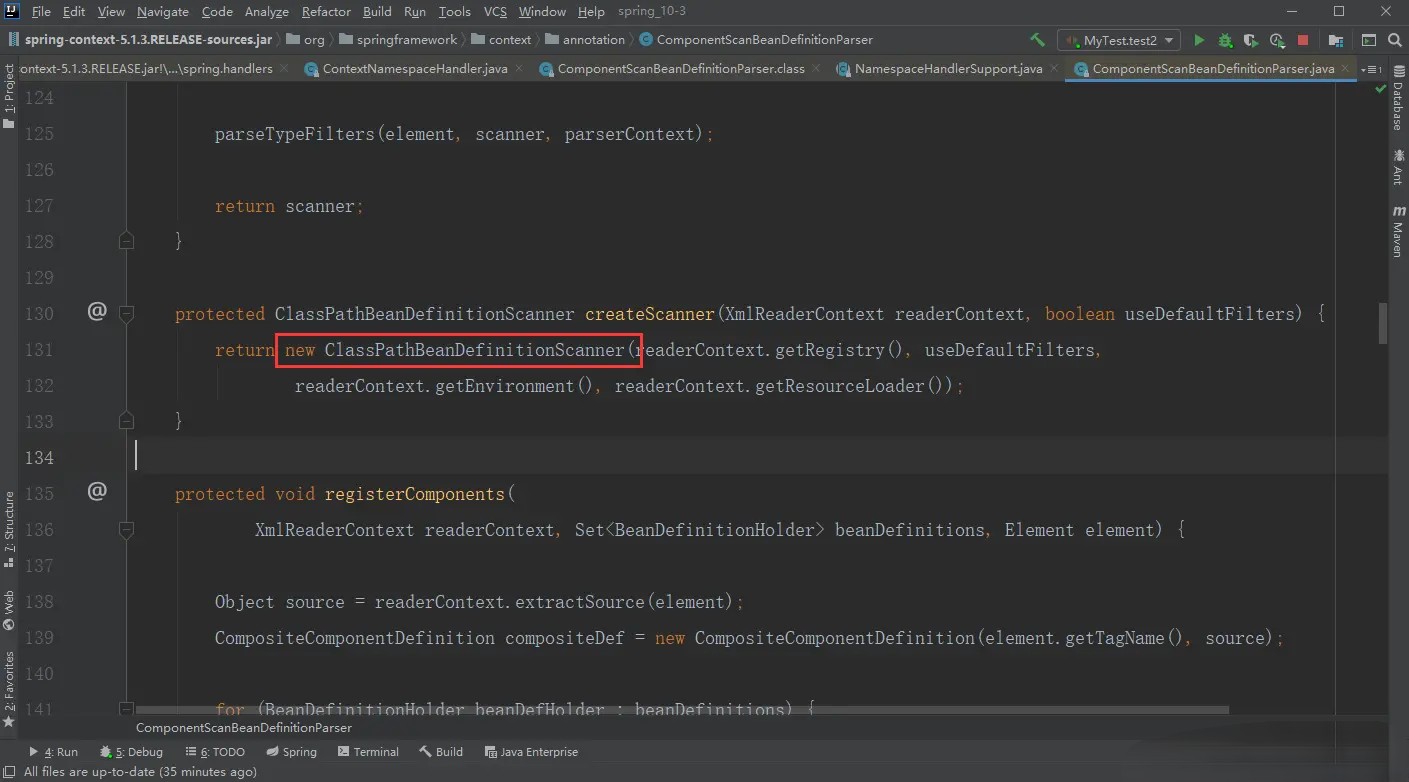 File Edit View Navigate Code Analyze Refactor Build Run Tools VCS Window Help spring_10-3
spring-context-5.1.3.RELEASE-sources.jar org springframework context annotation ComponentScanBeanDefinitionParser MyTest.test2
ontext-5.1.3.RELEASE.jar!\...\spring.handlers ContextNamespaceHandler.java ComponentScanBeanDefinitionParser.class NamespaceHandlerSupport.java ComponentScanBeanDefinitionParser.java
1: Project
7: Structure
Web
2: Favorites
124
125 parseTypeFilters(element, scanner, parserContext);
126
127 return scanner;
128 }
129
130 @ protected ClassPathBeanDefinitionScanner createScanner(XmlReaderContext readerContext, boolean useDefaultFilters) {
131 return new ClassPathBeanDefinitionScanner(readerContext.getRegistry(), useDefaultFilters,
132 readerContext.getEnvironment(), readerContext.getResourceLoader());
133 }
134
135 @ protected void registerComponents(
136 XmlReaderContext readerContext, Set<BeanDefinitionHolder> beanDefinitions, Element element) {
137
138 Object source = readerContext.extractSource(element);
139 CompositeComponentDefinition compositeDef = new CompositeComponentDefinition(element.getTagName(), source);
140
141 for (BeanDefinitionHolder beanDefHolder : beanDefinitions) {
Database
Ant
m Maven
ComponentScanBeanDefinitionParser
4: Run 5: Debug 6: TODO Spring Terminal Build Java Enterprise
All files are up-to-date (35 minutes ago)